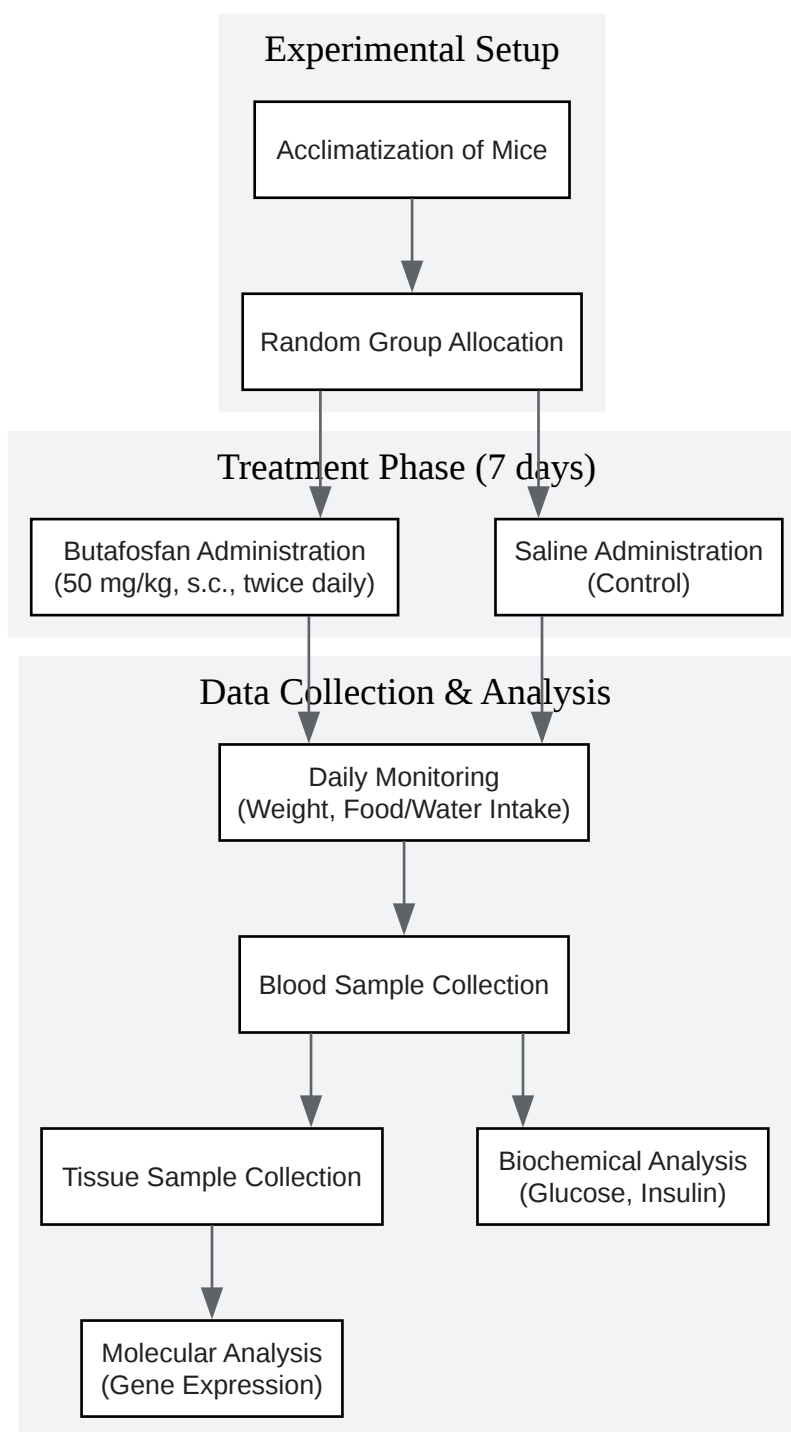 Experimental Setup
Acclimatization of Mice
Random Group Allocation
Treatment Phase (7 days)
Butafosfan Administration
(50 mg/kg, s.c., twice daily)
Saline Administration
(Control)
Data Collection & Analysis
Daily Monitoring
(Weight, Food/Water Intake)
Blood Sample Collection
Tissue Sample Collection
Biochemical Analysis
(Glucose, Insulin)
Molecular Analysis
(Gene Expression)